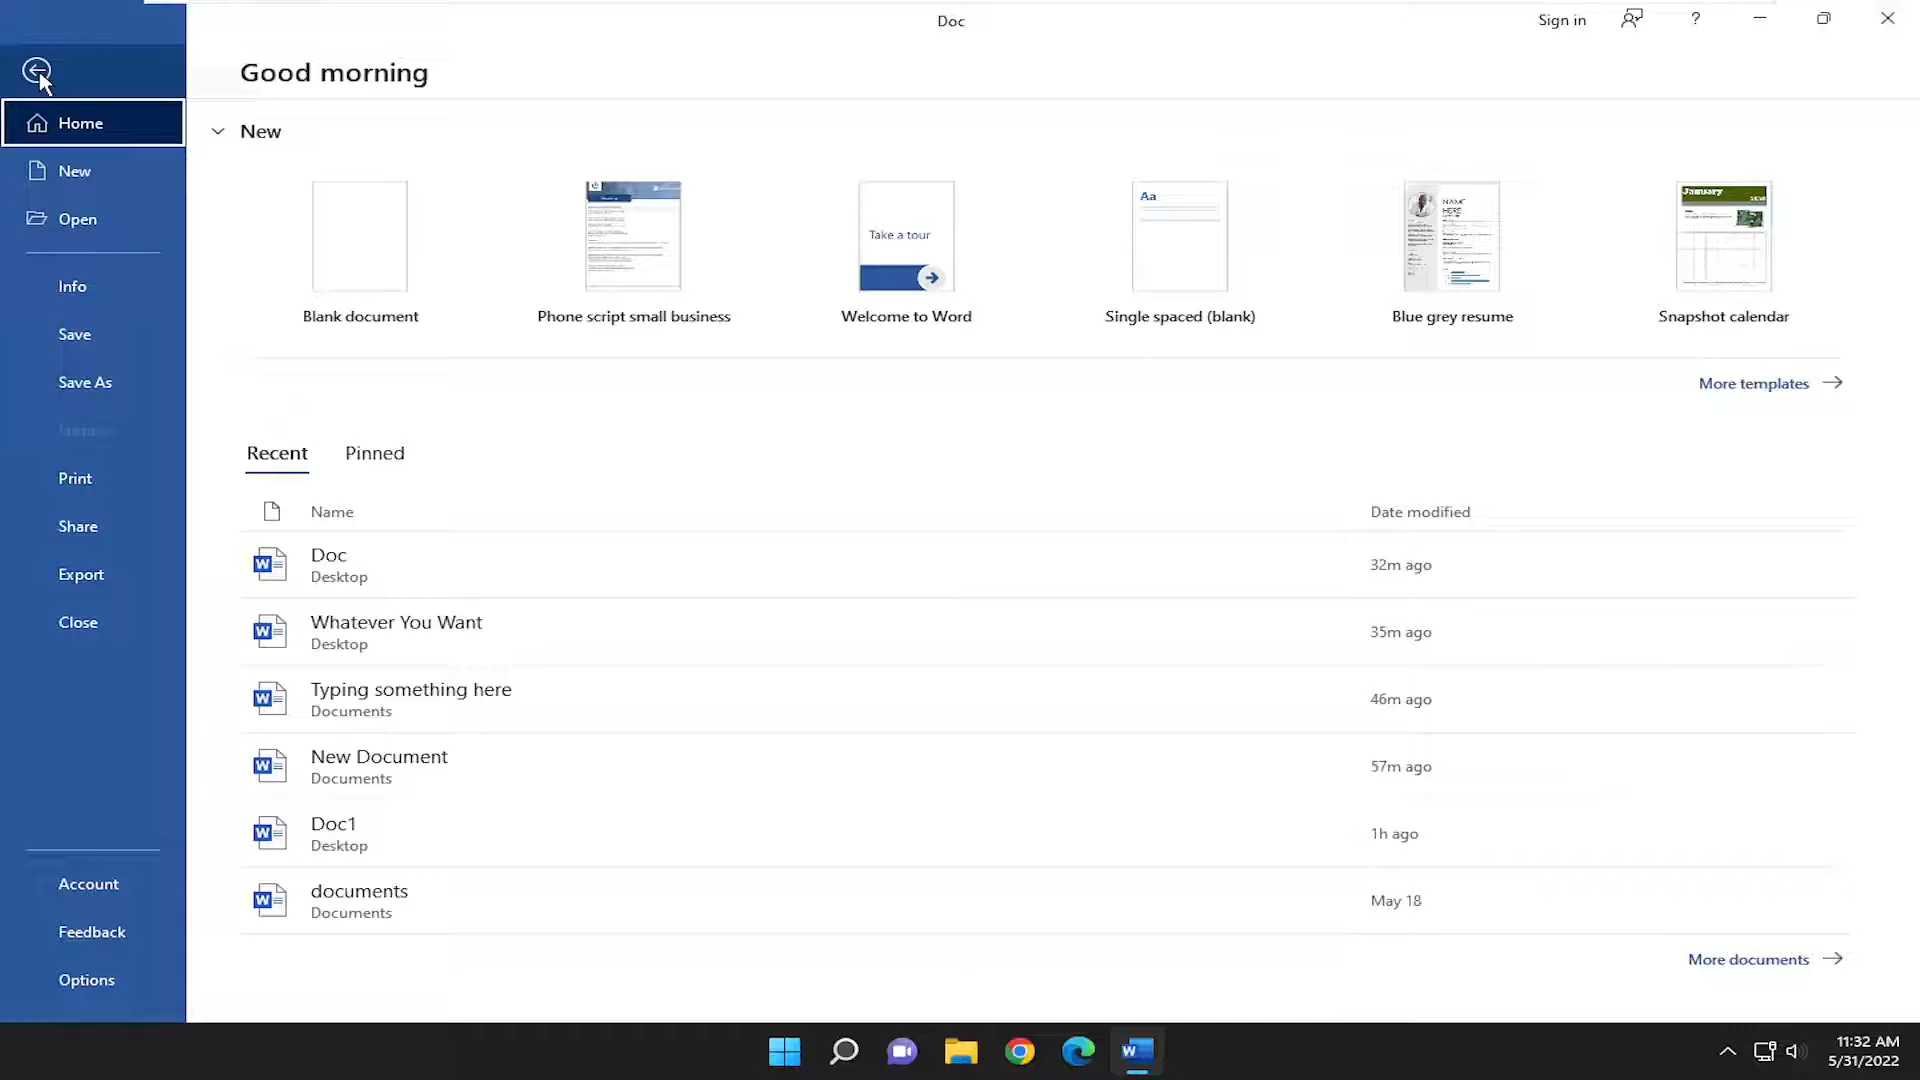 Doc
Sign in
?
Good morning
Home
New
Open
Info
Save
Save As
Print
Share
Export
Close
Account
Feedback
Options
New
Take a tour
Aa
NAME
HERE
January
Blank document
Phone script small business
Welcome to Word
Single spaced (blank)
Blue grey resume
Snapshot calendar
More templates
Recent
Pinned
Name
Date modified
Doc
Desktop
32m ago
Whatever You Want
Desktop
35m ago
Typing something here
Documents
46m ago
New Document
Documents
57m ago
Doc1
Desktop
1h ago
documents
Documents
May 18
More documents
W
11:32 AM
5/31/2022